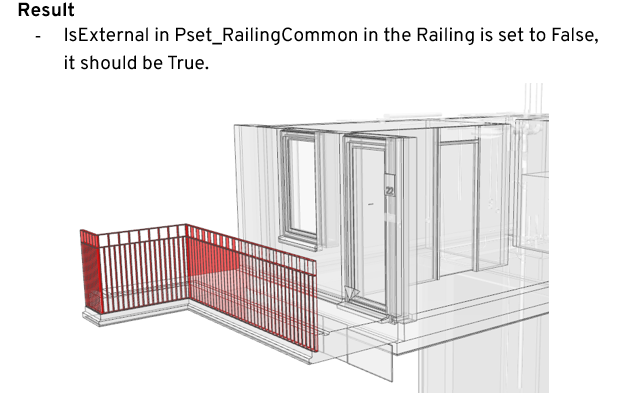 Result
- IsExternal in Pset_RailingCommon in the Railing is set to False,
it should be True.
22